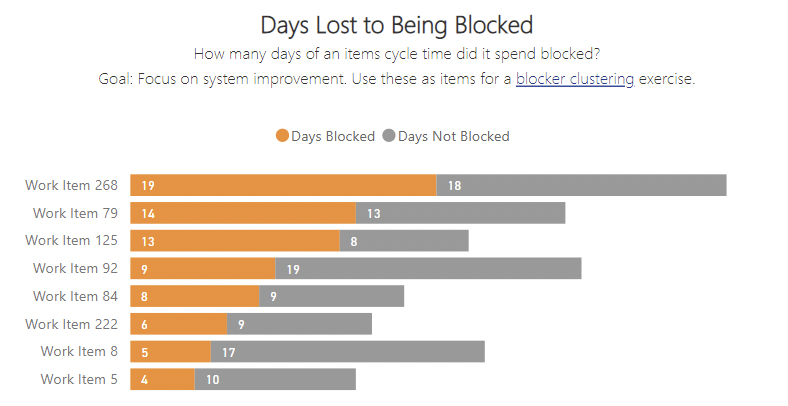 Days Lost to Being Blocked
How many days of an items cycle time did it spend blocked?
Goal: Focus on system improvement. Use these as items for a blocker clustering exercise.
Days Blocked Days Not Blocked
Work Item 268 19 18
Work Item 79 14 13
Work Item 125 13 8
Work Item 92 9 19
Work Item 84 8 9
Work Item 222 6 9
Work Item 8 5 17
Work Item 5 4 10